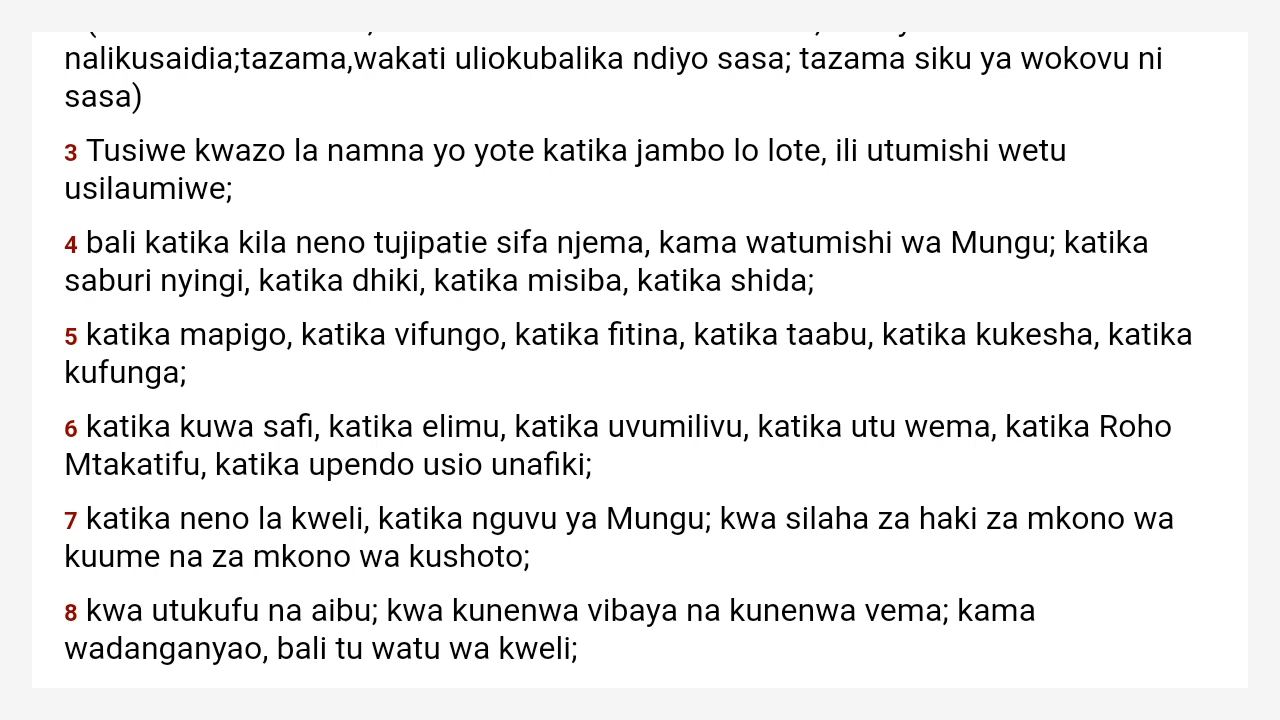 nalikusaidia;tazama,wakati uliokubalika ndiyo sasa; tazama siku ya wokovu ni
sasa)
3 Tusiwe kwazo la namna yo yote katika jambo lo lote, ili utumishi wetu
usilaumiwe;
4 bali katika kila neno tujipatie sifa njema, kama watumishi wa Mungu; katika
saburi nyingi, katika dhiki, katika misiba, katika shida;
5 katika mapigo, katika vifungo, katika fitina, katika taabu, katika kukesha, katika
kufunga;
6 katika kuwa safi, katika elimu, katika uvumilivu, katika utu wema, katika Roho
Mtakatifu, katika upendo usio unafiki;
7 katika neno la kweli, katika nguvu ya Mungu; kwa silaha za haki za mkono wa
kuume na za mkono wa kushoto;
8 kwa utukufu na aibu; kwa kunenwa vibaya na kunenwa vema; kama
wadanganyao, bali tu watu wa kweli;